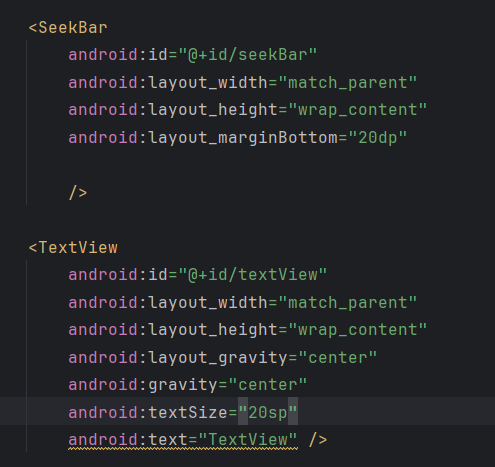 <SeekBar
android:id="@+id/seekBar"
android:layout_width="match_parent"
android:layout_height="wrap_content"
android:layout_marginBottom="20dp"
/>
<TextView
android:id="@+id/textView"
android:layout_width="match_parent"
android:layout_height="wrap_content"
android:layout_gravity="center"
android:gravity="center"
android:textSize="20sp"
android:text="TextView" />